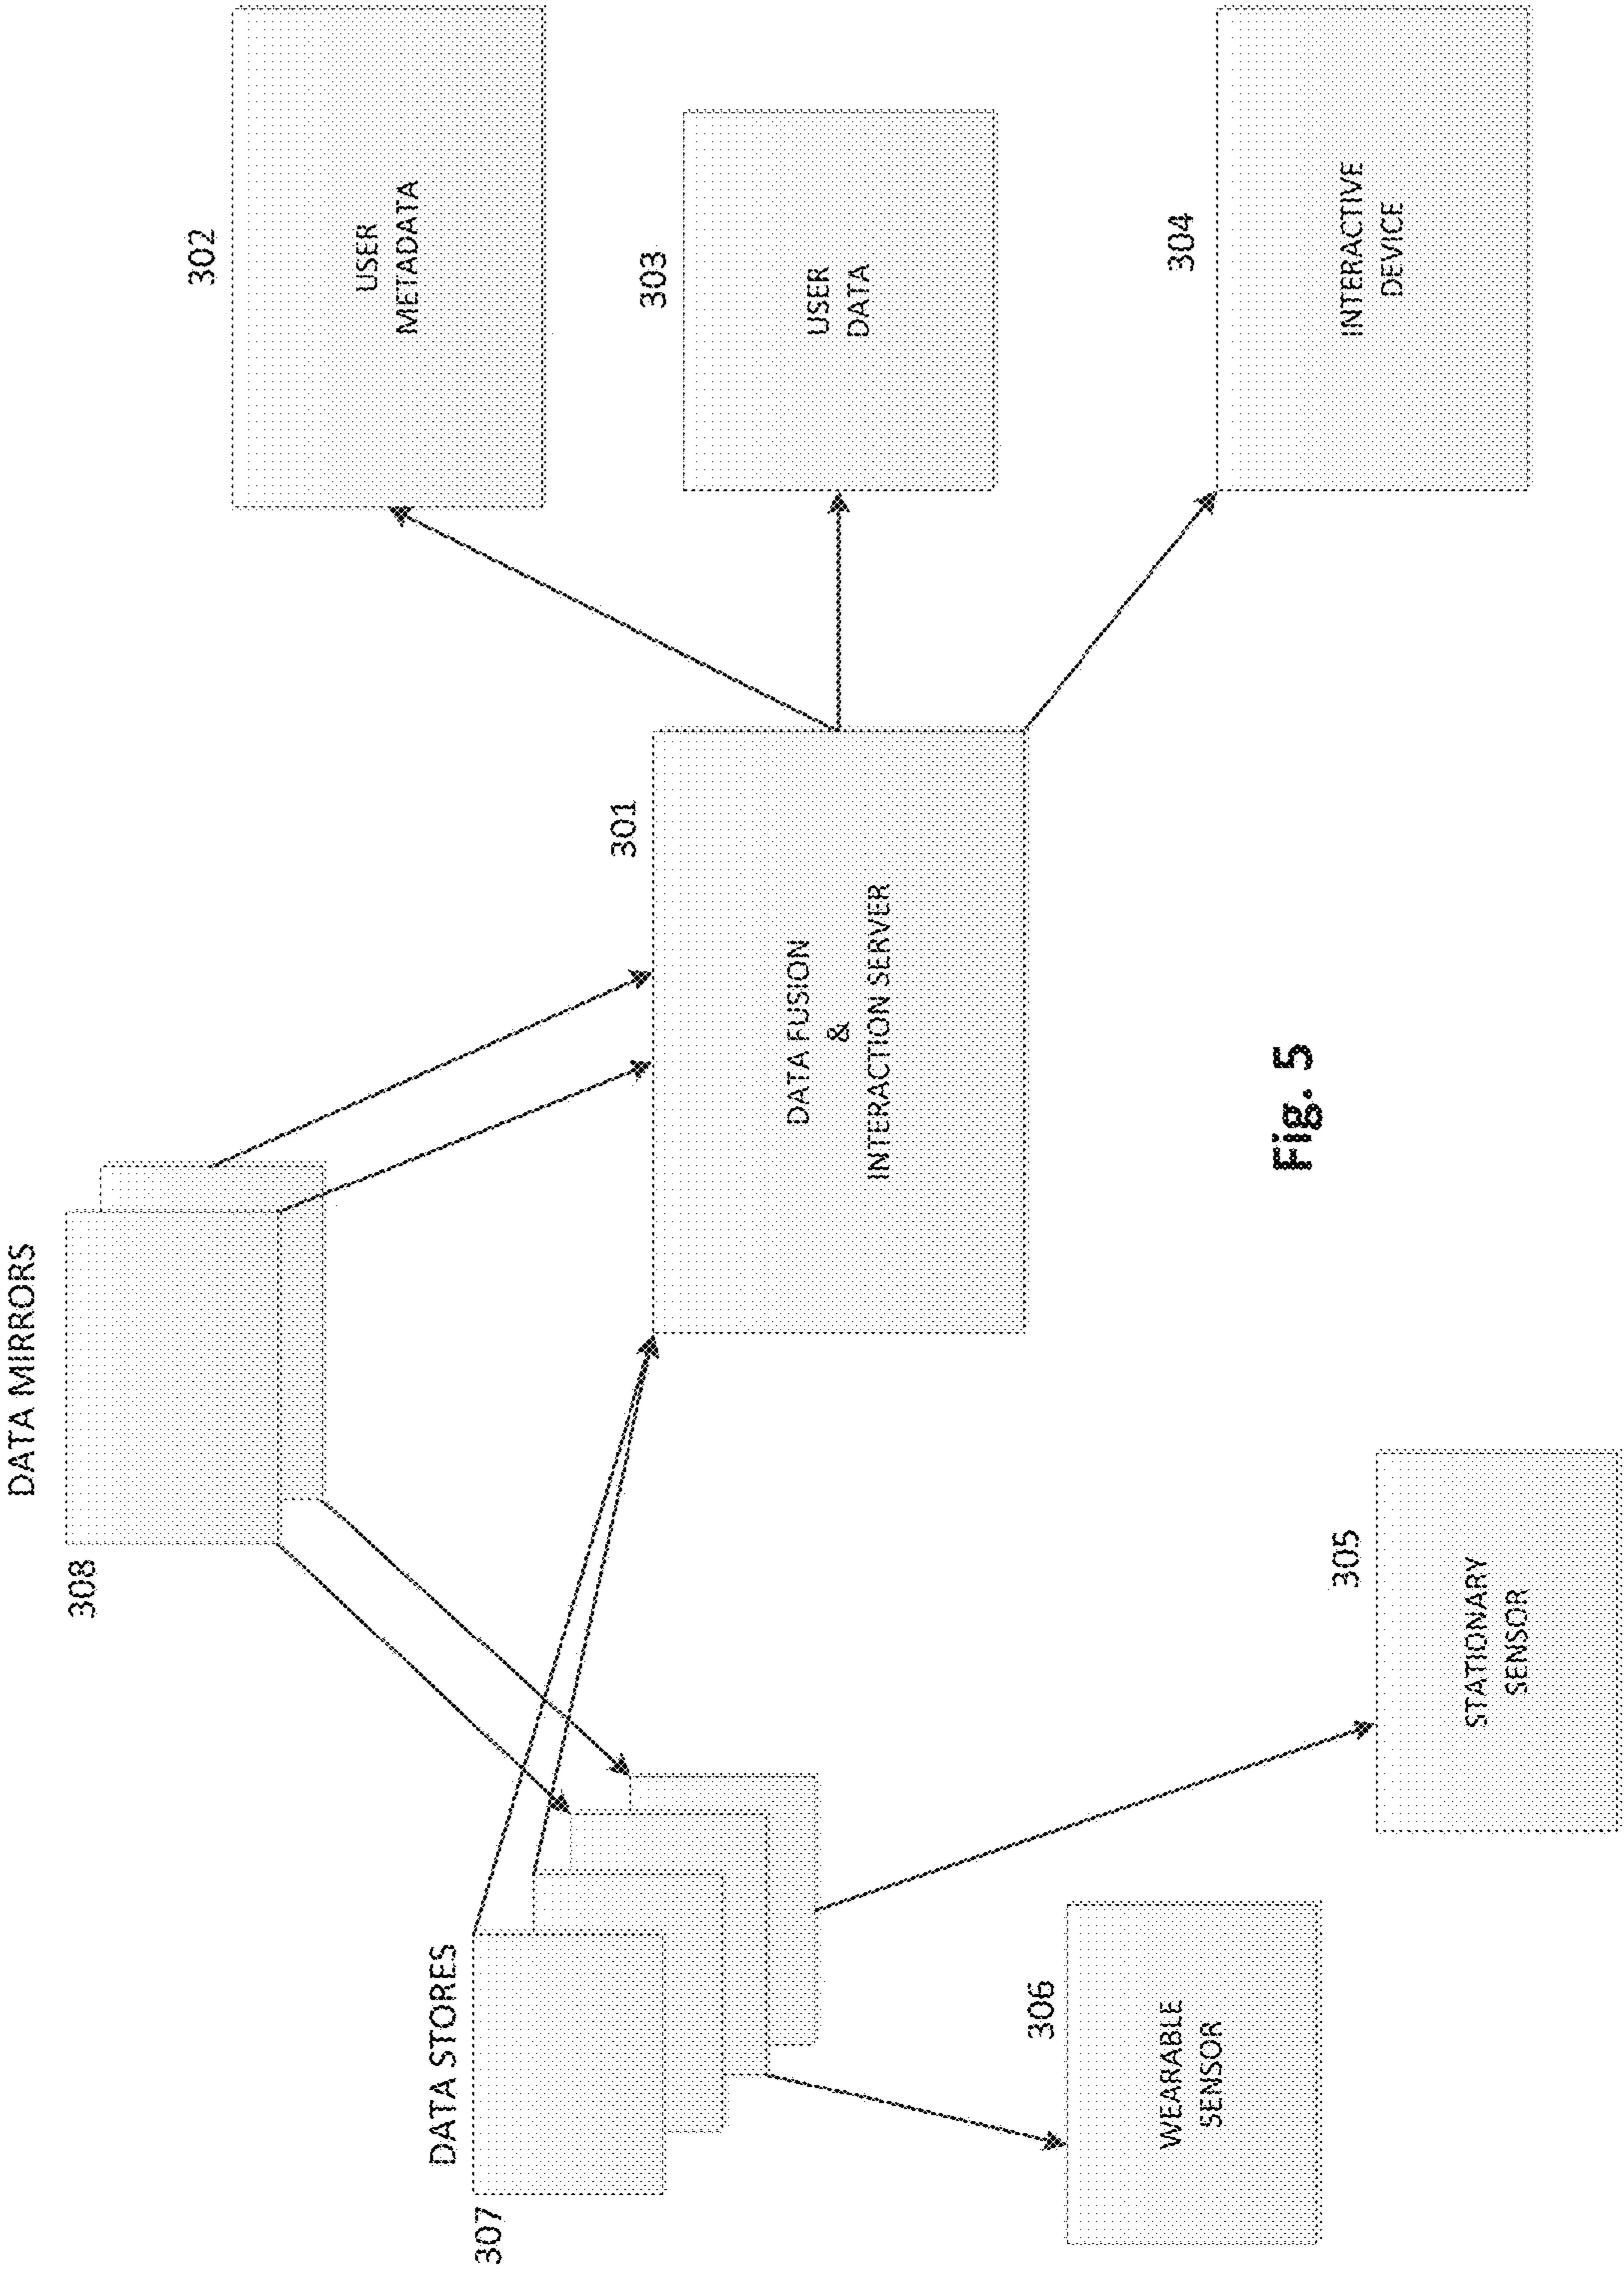 DATA MIRRORS
308
DATA STORES
307
302
USER
METADATA
303
USER
DATA
304
INTERACTIVE
DEVICE
301
DATA FUSION
&
INTERACTION SERVER
306
WEARABLE
SENSOR
305
STATIONARY
SENSOR
Fig. 5